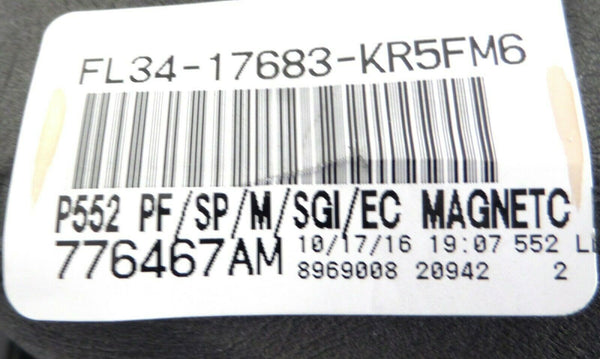 FL34-17683-KR5FM6
P552 PF/SP/M/SGI/EC MAGNETC
776467AM 10/17/16 19:07 552
8969008 20942 2